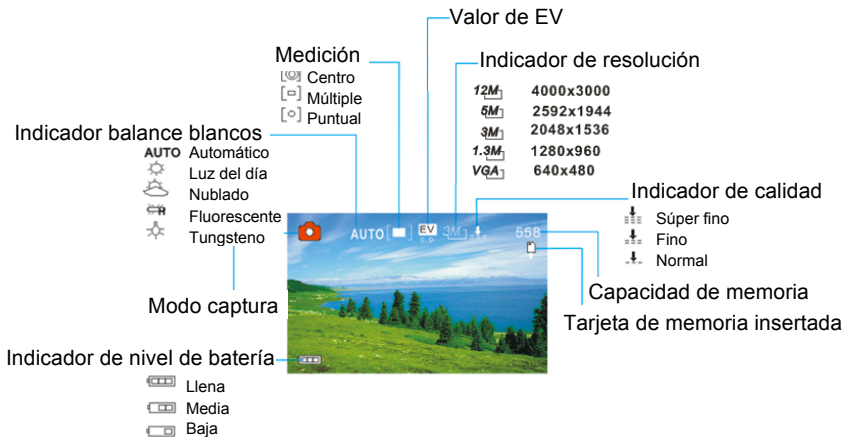 Valor de EV
Medición
Centro
Múltiple
Puntual
Indicador de resolución
12M 4000x3000
5M 2592x1944
3M 2048x1536
1.3M 1280x960
VGA 640x480
Indicador balance blancos
AUTO Automático
Luz del día
Nublado
Fluorescente
Tungsteno
Indicador de calidad
Súper fino
Fino
Normal
AUTO EV 3M 558
0.0
Modo captura
Capacidad de memoria
Tarjeta de memoria insertada
Indicador de nivel de batería
Llena
Media
Baja